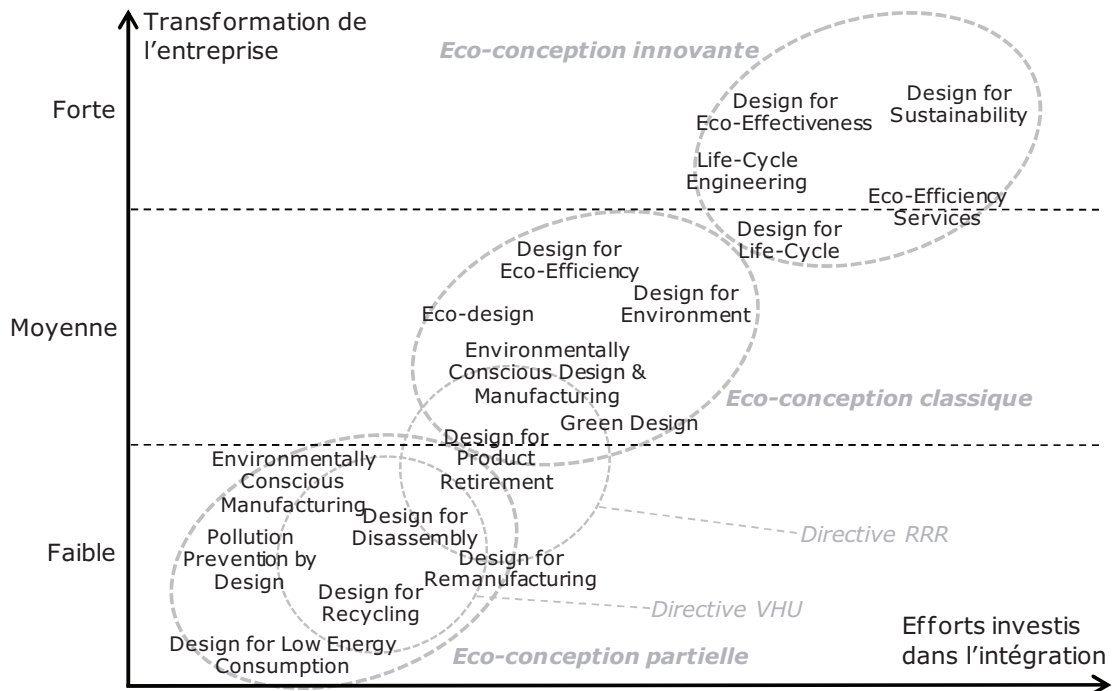 Transformation de
l’entreprise
Eco-conception innovante
Forte
Design for
Eco-Effectiveness
Design for
Sustainability
Life-Cycle
Engineering
Eco-Efficiency
Services
Design for
Life-Cycle
Design for
Eco-Efficiency
Design for
Environment
Eco-design
Moyenne
Environmentally
Conscious Design &
Manufacturing
Eco-conception classique
Green Design
Design for
Product
Retirement
Environmentally
Conscious
Manufacturing
Design for
Disassembly
Directive RRR
Faible
Pollution
Prevention by
Design
Design for
Remanufacturing
Design for
Recycling
Directive VHU
Design for Low Energy
Consumption
Eco-conception partielle
Efforts investis
dans l’intégration